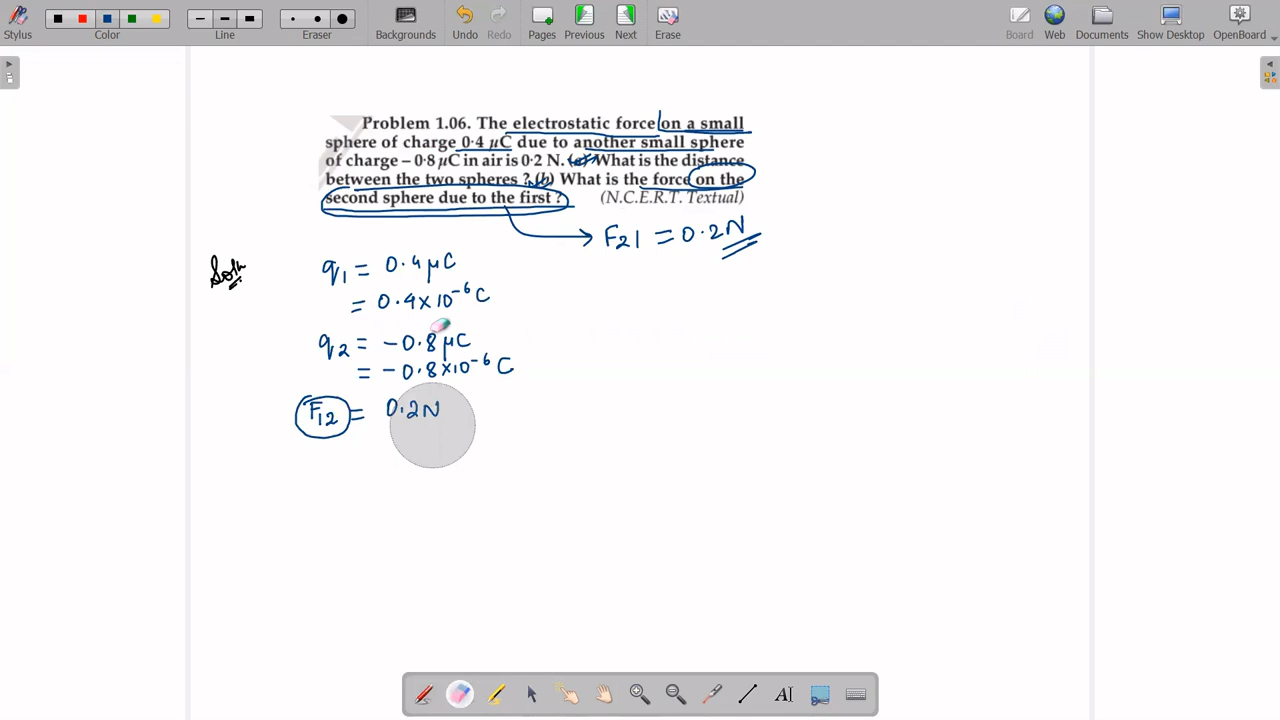 Stylus
Color
Line
Eraser
Backgrounds
Undo
Redo
Pages
Previous
Next
Erase
Board
Web
Documents
Show Desktop
OpenBoard
Problem 1.06. The electrostatic force on a small
sphere of charge 0·4 μC due to another small sphere
of charge – 0·8 μC in air is 0·2 N. (a) What is the distance
between the two spheres ? (b) What is the force on the
second sphere due to the first ? (N.C.E.R.T. Textual)
F21 = 0.2N
Soln
q1 = 0.4 μC
= 0.4×10⁻⁶ C
q2 = -0.8 μC
= -0.8×10⁻⁶ C
F12 = 0.2N
AI